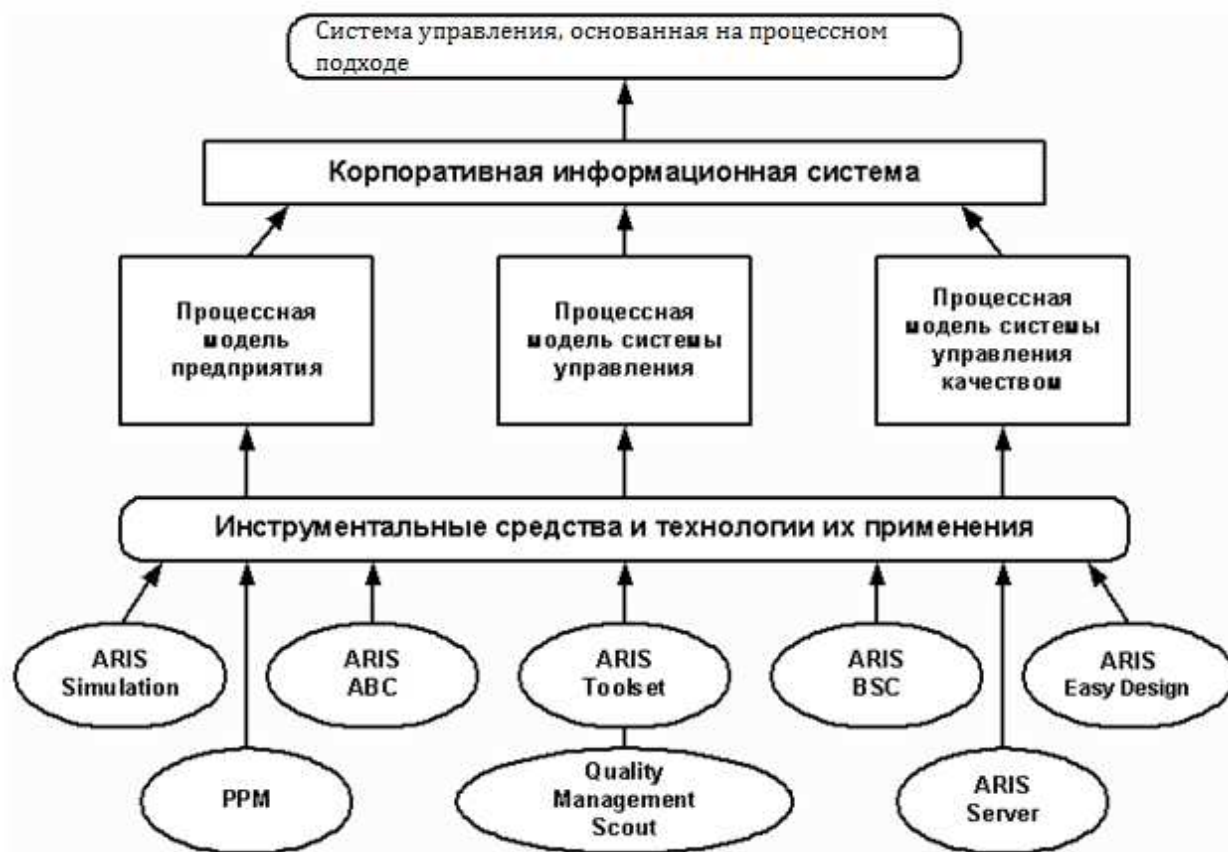 Система управления, основанная на процессном
подходе
Корпоративная информационная система
Процессная
модель
предприятия
Процессная
модель системы
управления
Процессная
модель системы
управления
качеством
Инструментальные средства и технологии их применения
ARIS
Simulation
ARIS
ABC
ARIS
Toolset
ARIS
BSC
ARIS
Easy Design
PPM
Quality
Management
Scout
ARIS
Server